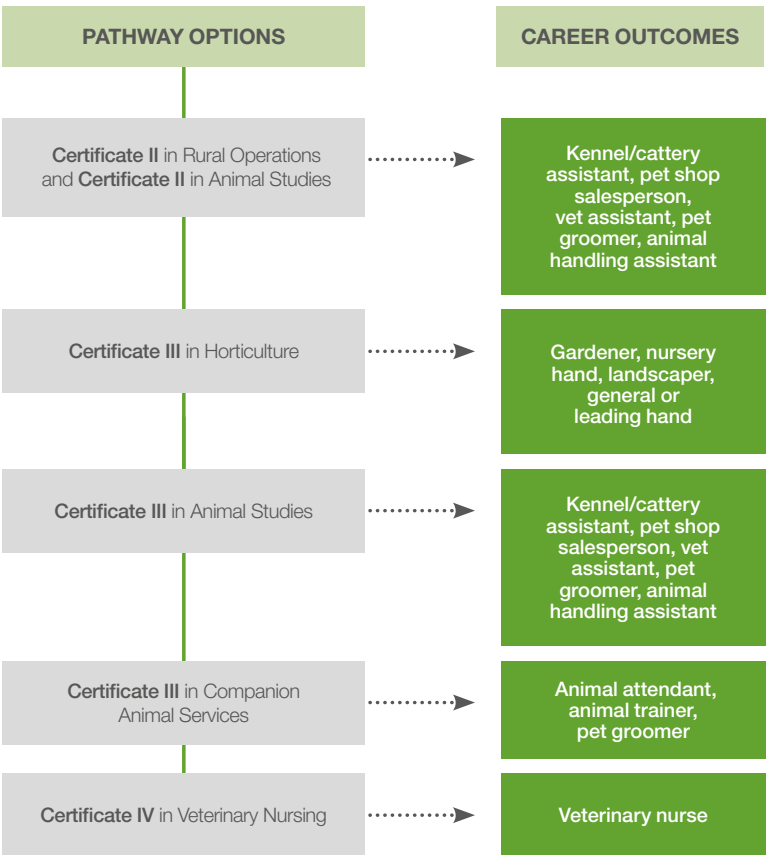 PATHWAY OPTIONS
CAREER OUTCOMES
Certificate II in Rural Operations
and Certificate II in Animal Studies
Kennel/cattery
assistant, pet shop
salesperson,
vet assistant, pet
groomer, animal
handling assistant
Certificate III in Horticulture
Gardener, nursery
hand, landscaper,
general or
leading hand
Certificate III in Animal Studies
Kennel/cattery
assistant, pet shop
salesperson, vet
assistant, pet
groomer, animal
handling assistant
Certificate III in Companion
Animal Services
Animal attendant,
animal trainer,
pet groomer
Certificate IV in Veterinary Nursing
Veterinary nurse